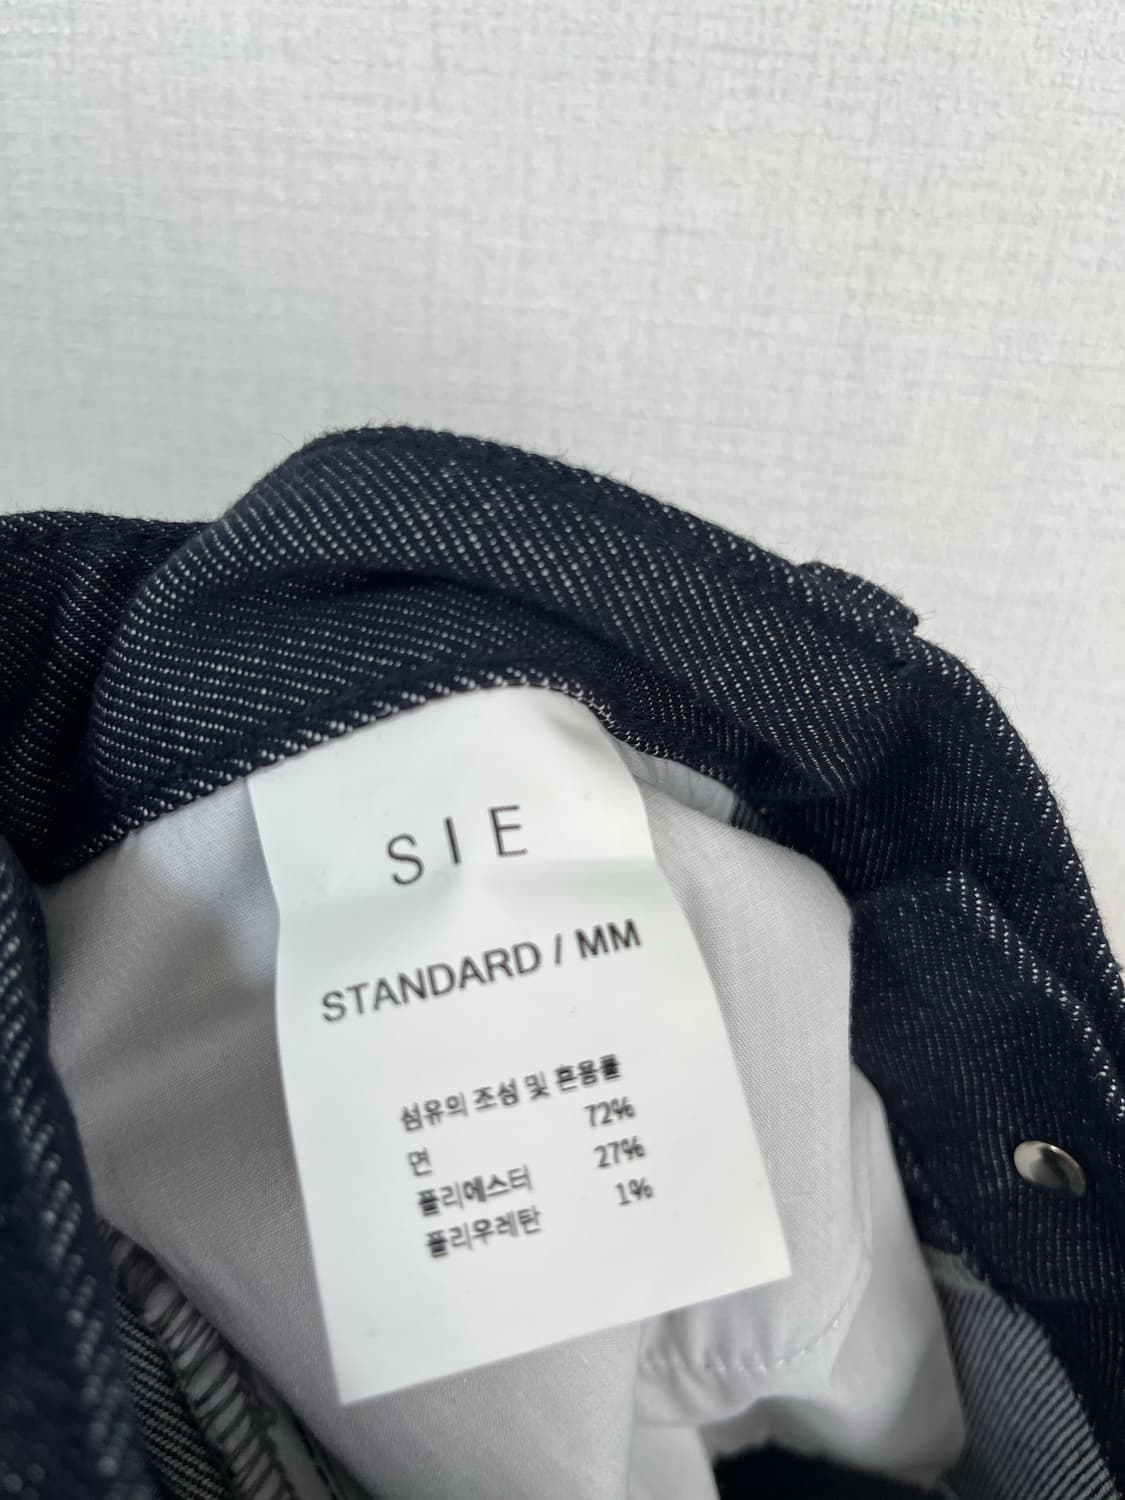 SIE
STANDARD / MM
섬유의 조성 및 혼용률
면 72%
폴리에스터 27%
폴리우레탄 1%